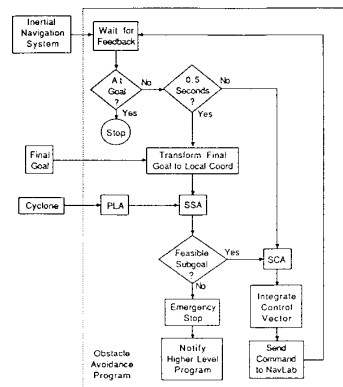 Inertial
Navigation
System
Wait for
Feedback
At
Goal
?
No
Yes
Stop
0.5
Seconds
?
No
Yes
Final
Goal
Transform Final
Goal to Local Coord
Cyclone
PLA
SSA
Feasible
Subgoal
?
Yes
No
SCA
Emergency
Stop
Integrate
Control
Vector
Notify
Higher Level
Program
Send
Command
to NavLab
Obstacle
Avoidance
Program